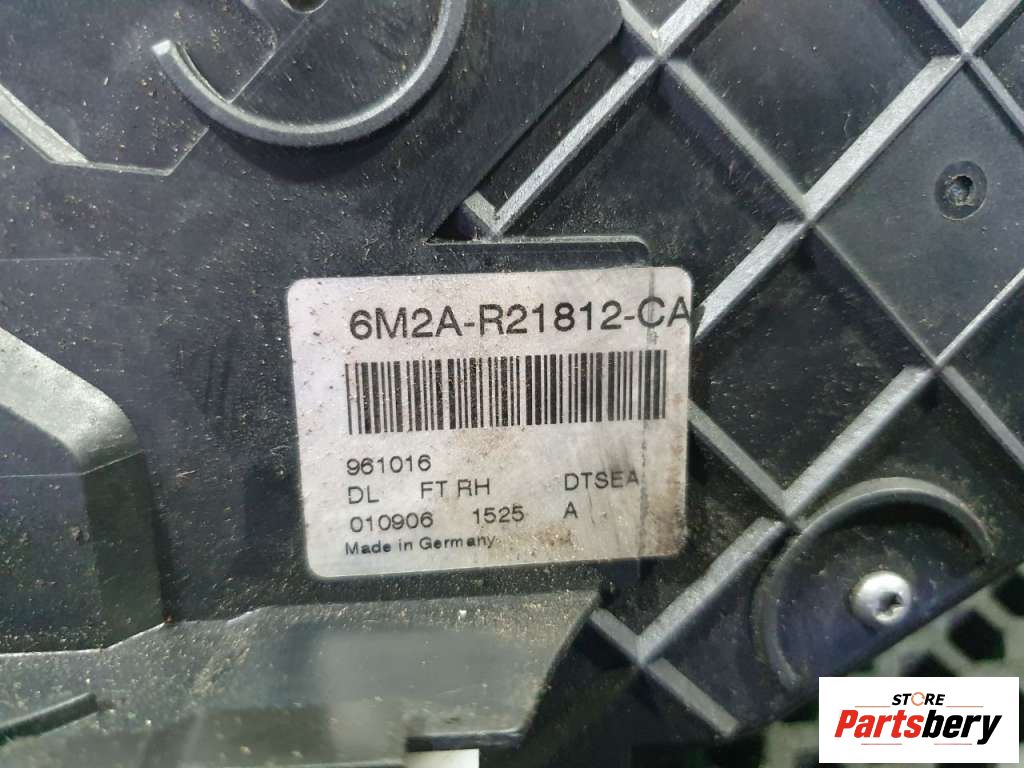 6M2A-R21812-CA
961016
DL FT RH DTSEA
010906 1525 A
Made in Germany
STORE
Partsbery